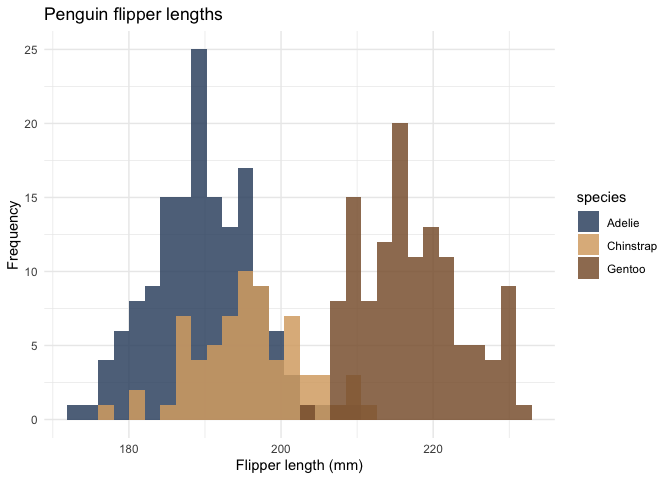 Penguin flipper lengths
25
20
15
10
5
0
Frequency
180
200
220
Flipper length (mm)
species
Adelie
Chinstrap
Gentoo